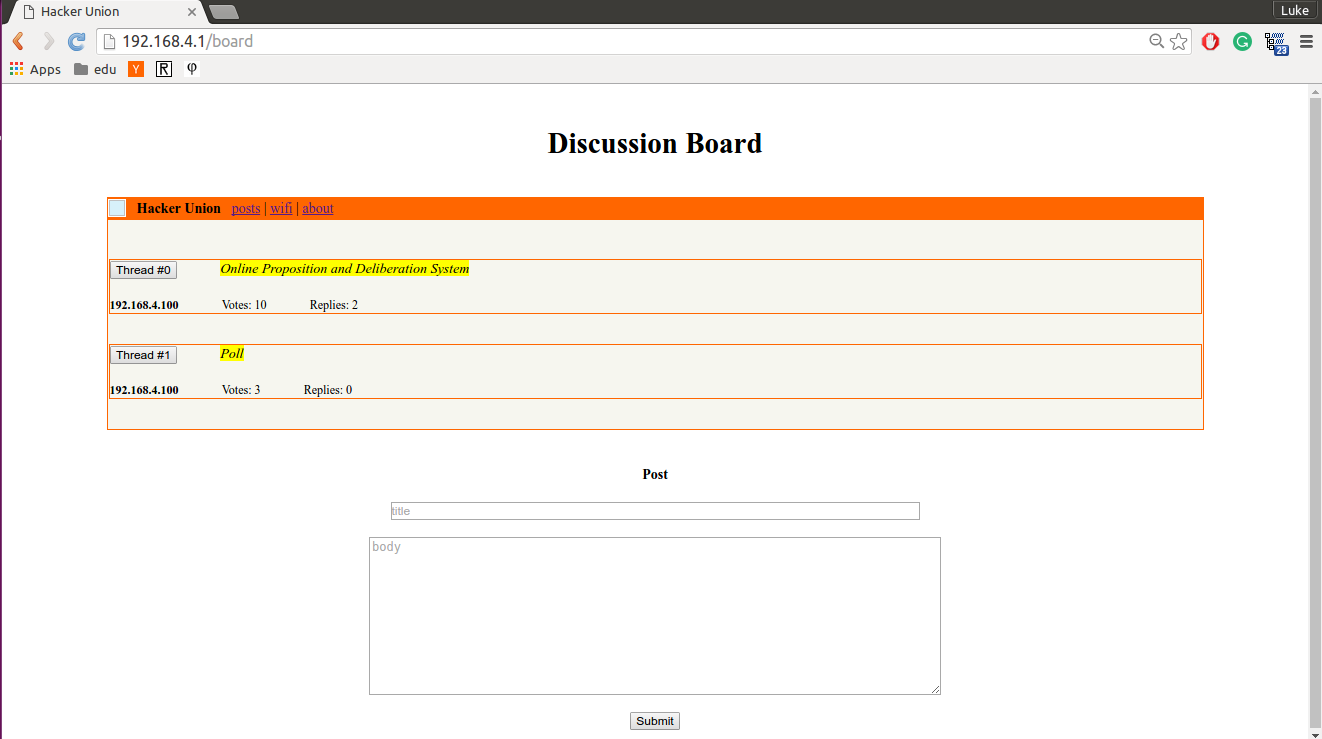 Hacker Union
Luke
192.168.4.1/board
23
Apps edu Y R φ
Discussion Board
Hacker Union posts | wifi | about
Thread #0 Online Proposition and Deliberation System
192.168.4.100 Votes: 10 Replies: 2
Thread #1 Poll
192.168.4.100 Votes: 3 Replies: 0
Post
title
body
Submit